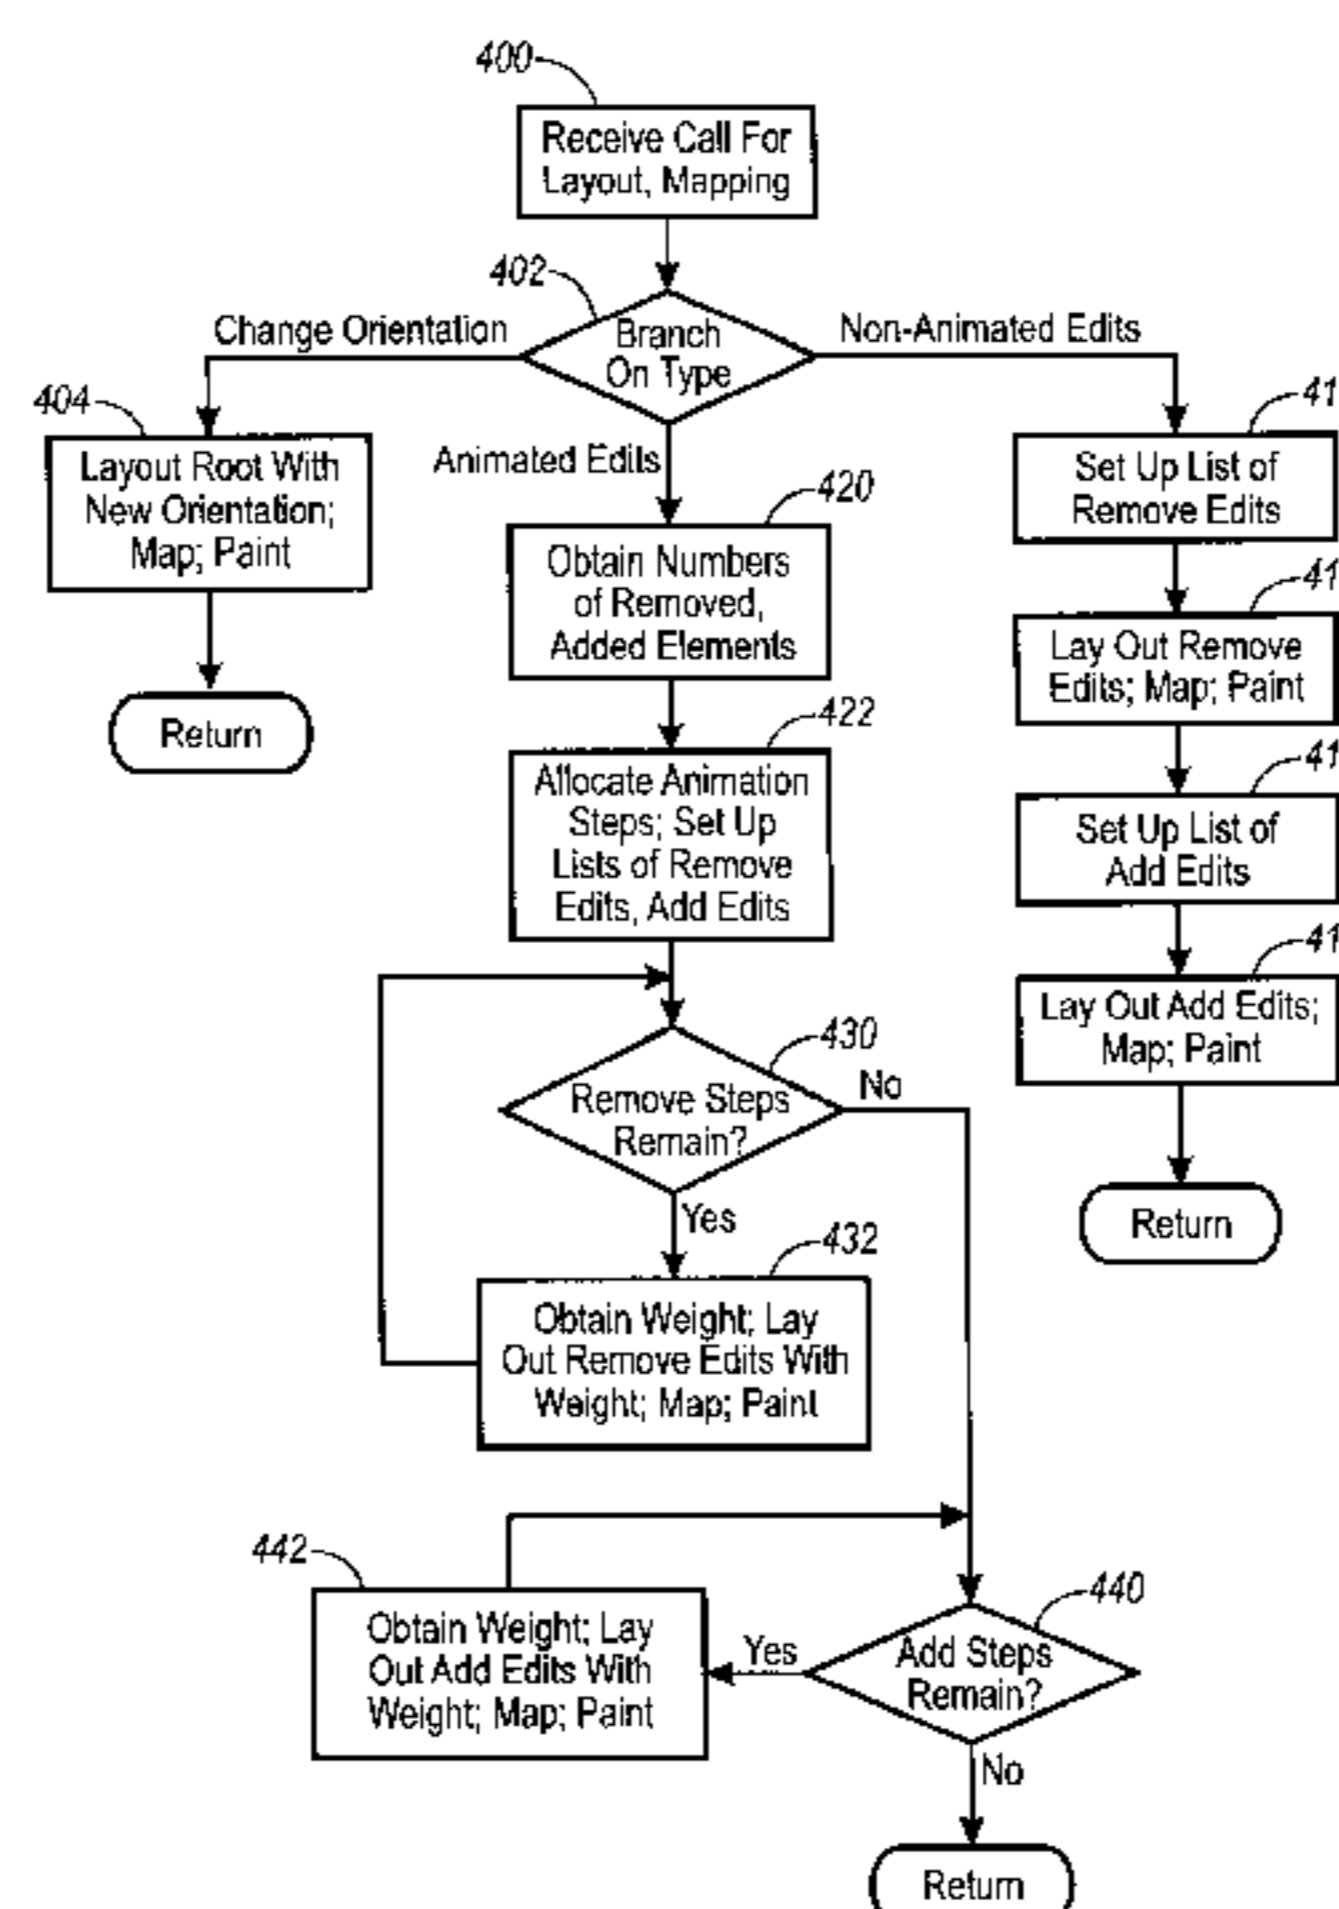 400
Receive Call For
Layout, Mapping
402
Branch
On Type
Change Orientation
Non-Animated Edits
Animated Edits
404
Layout Root With
New Orientation;
Map; Paint
Return
420
Obtain Numbers
of Removed,
Added Elements
422
Allocate Animation
Steps; Set Up
Lists of Remove
Edits, Add Edits
430
Remove Steps
Remain?
No
Yes
432
Obtain Weight; Lay
Out Remove Edits With
Weight; Map; Paint
442
Obtain Weight; Lay
Out Add Edits With
Weight; Map; Paint
440
Add Steps
Remain?
Yes
No
Return
41
Set Up List of
Remove Edits
41
Lay Out Remove
Edits; Map; Paint
41
Set Up List of
Add Edits
41
Lay Out Add Edits;
Map; Paint
Return